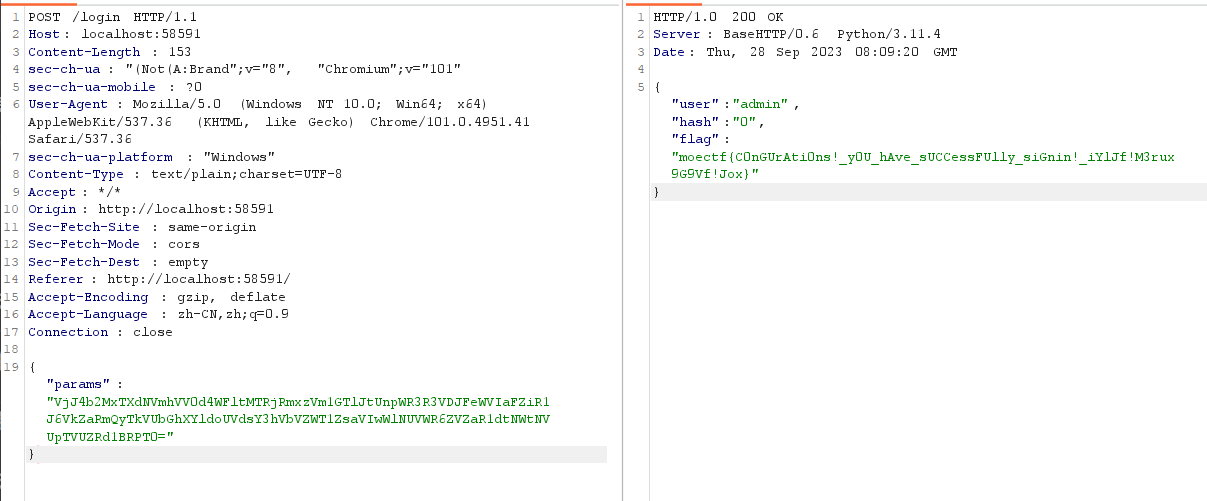 1 POST /login HTTP/1.1
2 Host: localhost:58591
3 Content-Length : 153
4 sec-ch-ua : "(Not(A:Brand";v="8", "Chromium";v="101"
5 sec-ch-ua-mobile : ?0
6 User-Agent : Mozilla/5.0 (Windows NT 10.0; Win64; x64)
AppleWebKit/537.36 (KHTML, like Gecko) Chrome/101.0.4951.41
Safari/537.36
7 sec-ch-ua-platform : "Windows"
8 Content-Type : text/plain;charset=UTF-8
9 Accept : */*
10 Origin : http://localhost:58591
11 Sec-Fetch-Site : same-origin
12 Sec-Fetch-Mode : cors
13 Sec-Fetch-Dest : empty
14 Referer : http://localhost:58591/
15 Accept-Encoding : gzip, deflate
16 Accept-Language : zh-CN,zh;q=0.9
17 Connection : close
18
19 {
"params" :
"VjJ4b2MxTXdNVmhVV0d4WFltMTRjRmxzVm1GTlJtUnpWR3R3VDJFeWVIaFZiR1
J6VkZaRmQyTkVUbGhXYldoUVdsY3hVbVZWT1ZsaVIwWlNUVWR6ZVZaR1dtNWtNV
UpTVUZRd1BRPT0="
}
1 HTTP/1.0 200 OK
2 Server : BaseHTTP/0.6 Python/3.11.4
3 Date : Thu, 28 Sep 2023 08:09:20 GMT
4
5 {
"user" :"admin" ,
"hash" :"0" ,
"flag" :
"moectf{C0nGUrAti0ns!_y0U_hAve_sUCCessFUlly_siGnin!_iYlJf!M3rux
9G9Vf!Jox}"
}